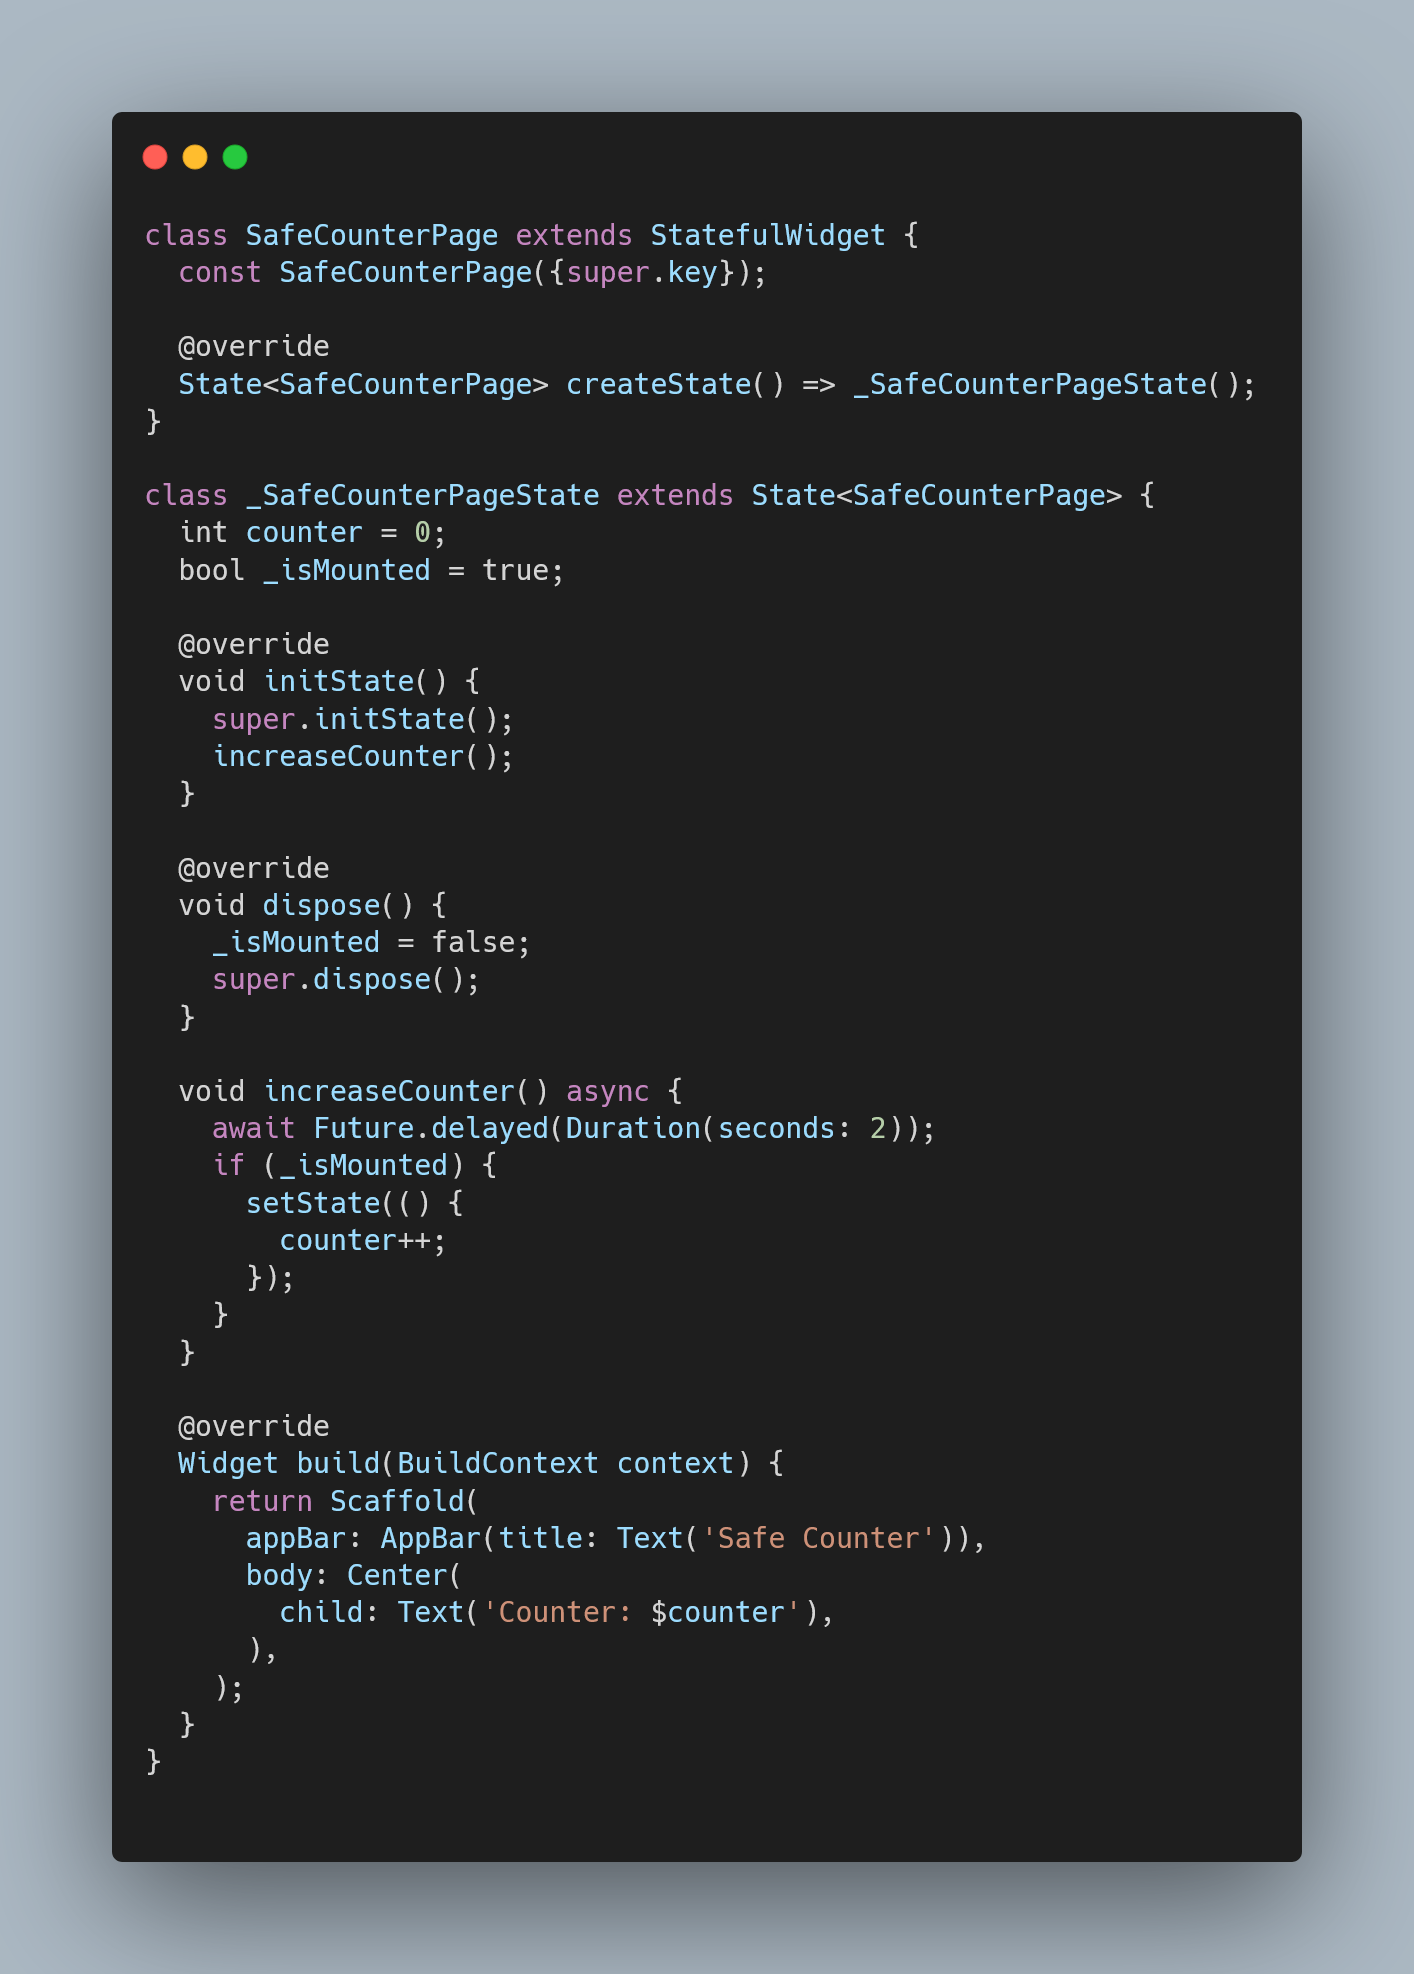 class SafeCounterPage extends StatefulWidget {
  const SafeCounterPage({super.key});

  @override
  State<SafeCounterPage> createState() => _SafeCounterPageState();
}

class _SafeCounterPageState extends State<SafeCounterPage> {
  int counter = 0;
  bool _isMounted = true;

  @override
  void initState() {
    super.initState();
    increaseCounter();
  }

  @override
  void dispose() {
    _isMounted = false;
    super.dispose();
  }

  void increaseCounter() async {
    await Future.delayed(Duration(seconds: 2));
    if (_isMounted) {
      setState(() {
        counter++;
      });
    }
  }

  @override
  Widget build(BuildContext context) {
    return Scaffold(
      appBar: AppBar(title: Text('Safe Counter')),
      body: Center(
        child: Text('Counter: $counter'),
      ),
    );
  }
}